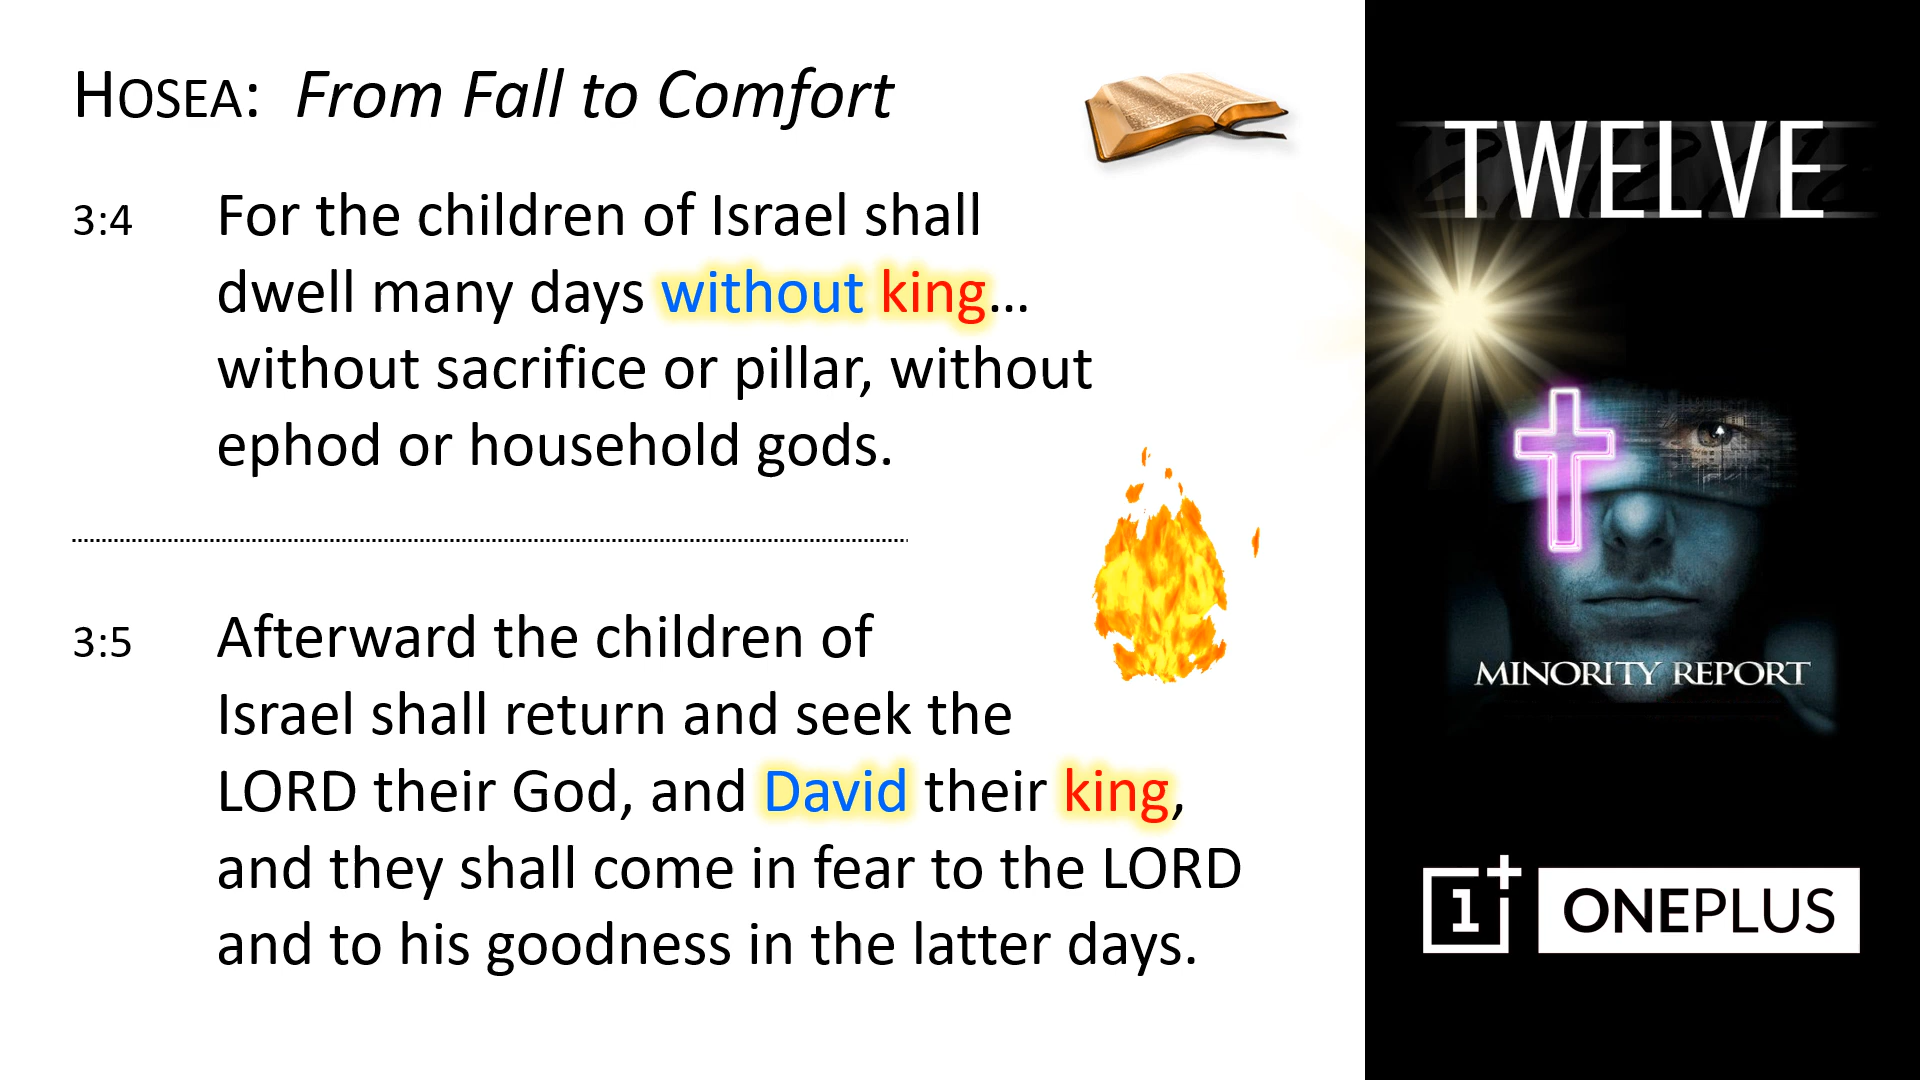 HOSEA: From Fall to Comfort
3:4 For the children of Israel shall
dwell many days without king...
without sacrifice or pillar, without
ephod or household gods.
3:5 Afterward the children of
Israel shall return and seek the
LORD their God, and David their king,
and they shall come in fear to the LORD
and to his goodness in the latter days.
TWELVE
MINORITY REPORT
1+ ONEPLUS